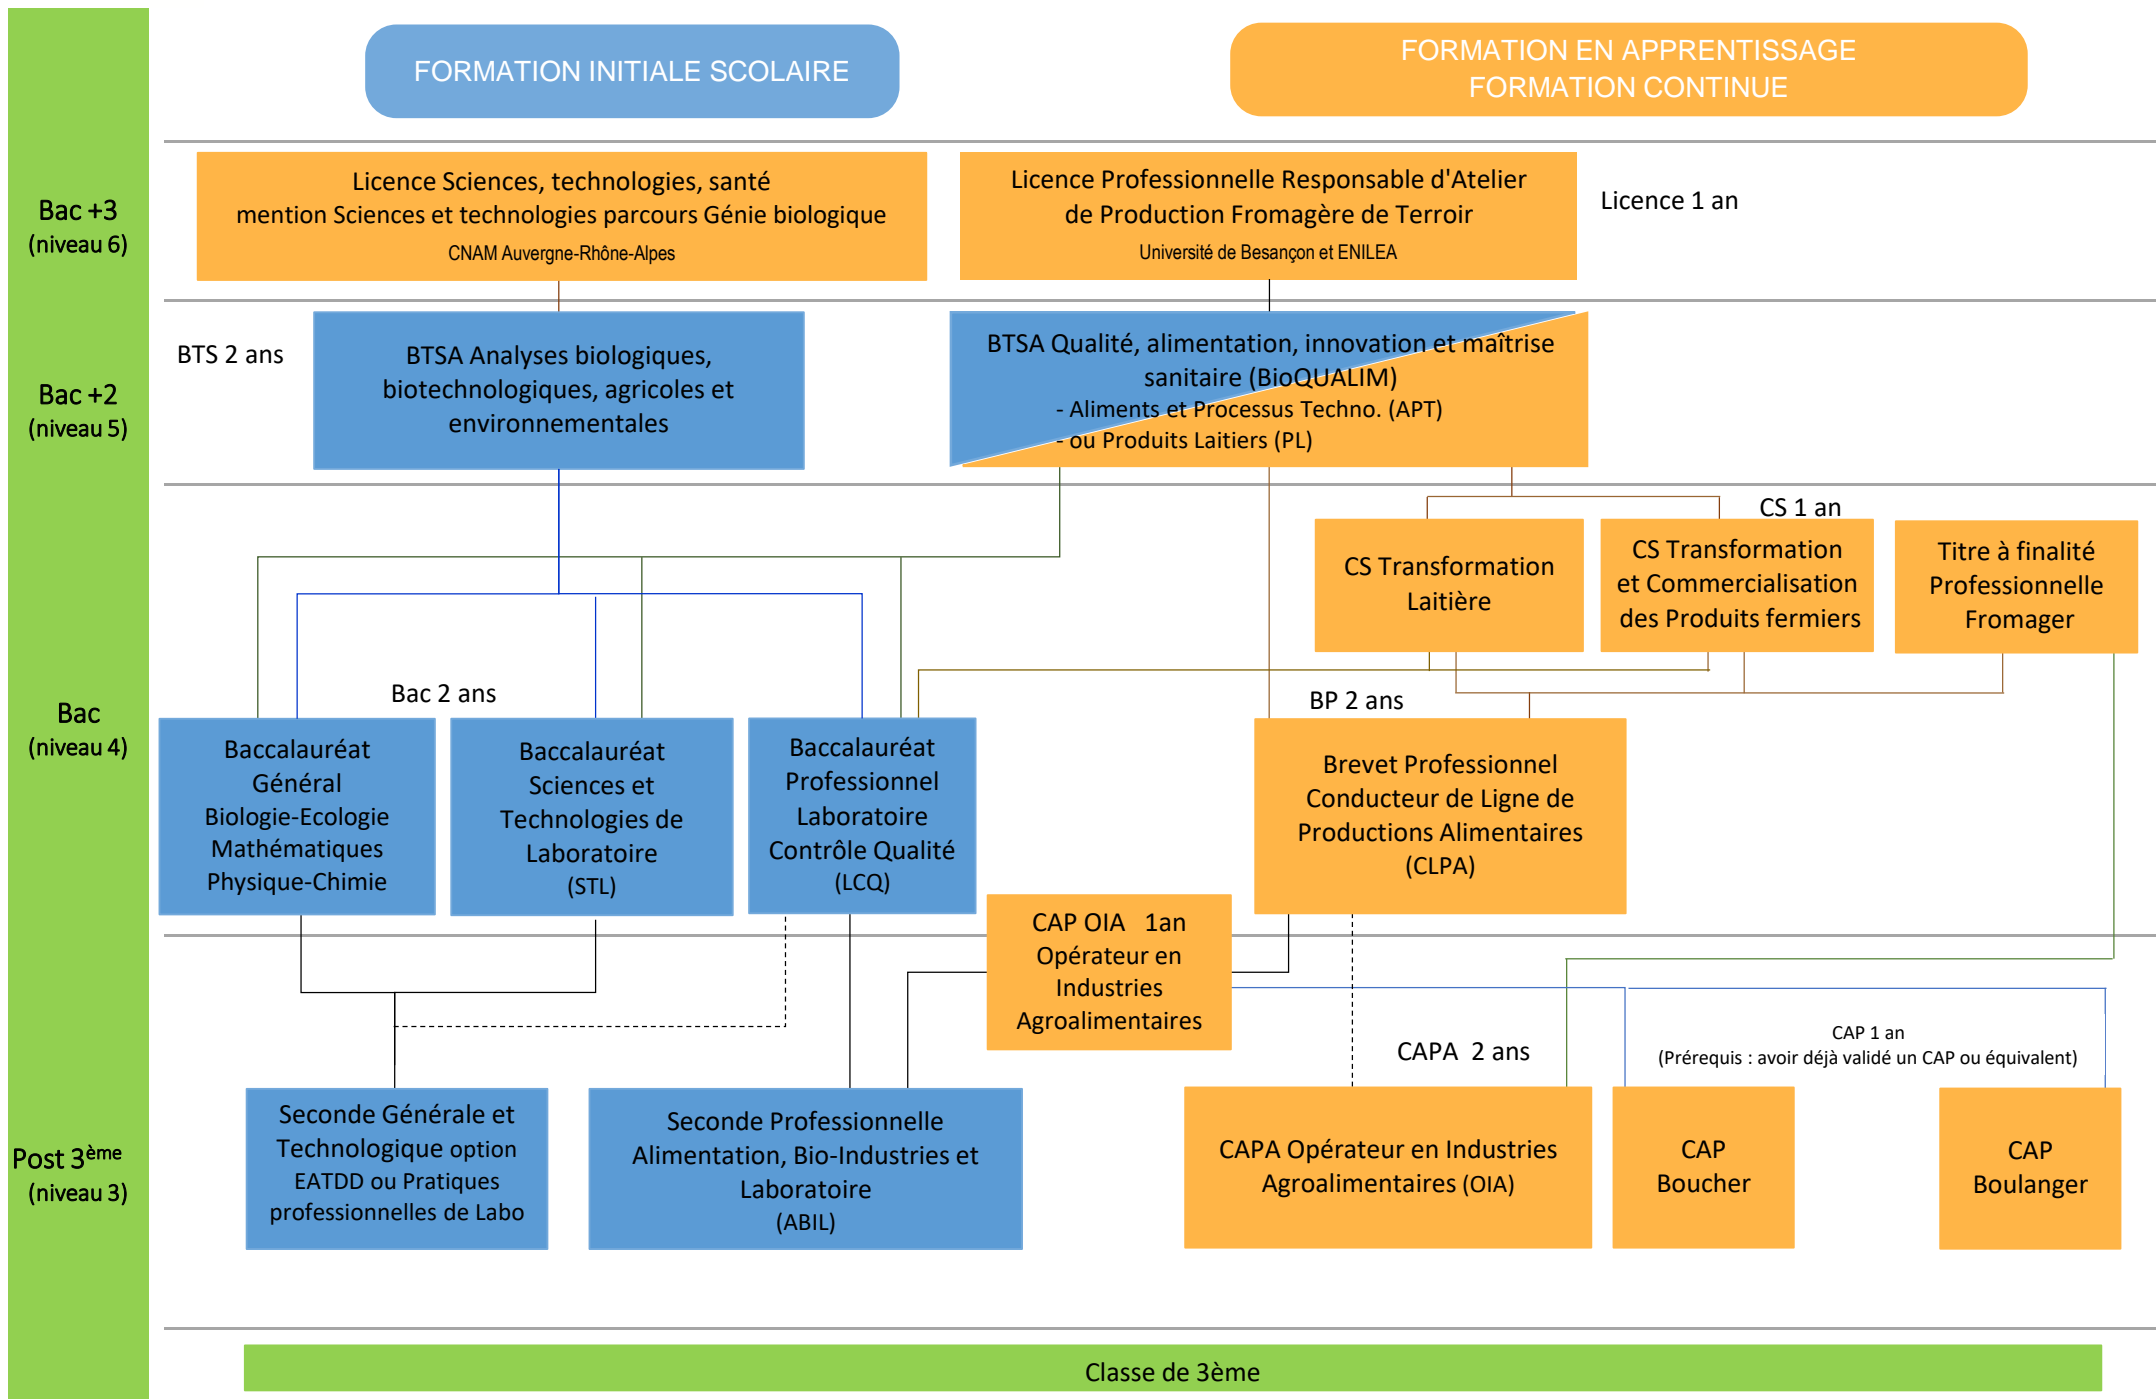 FORMATION INITIALE SCOLAIRE
FORMATION EN APPRENTISSAGE
FORMATION CONTINUE
Bac +3
(niveau 6)
Licence Sciences, technologies, santé
mention Sciences et technologies parcours Génie biologique
CNAM Auvergne-Rhône-Alpes
Licence Professionnelle Responsable d'Atelier
de Production Fromagère de Terroir
Université de Besançon et ENILEA
Licence 1 an
Bac +2
(niveau 5)
BTS 2 ans
BTSA Analyses biologiques,
biotechnologiques, agricoles et
environnementales
BTSA Qualité, alimentation, innovation et maîtrise
sanitaire (BioQUALIM)
- Aliments et Processus Techno. (APT)
- ou Produits Laitiers (PL)
CS 1 an
CS Transformation
Laitière
CS Transformation
et Commercialisation
des Produits fermiers
Titre à finalité
Professionnelle
Fromager
Bac
(niveau 4)
Bac 2 ans
BP 2 ans
Baccalauréat
Général
Biologie-Ecologie
Mathématiques
Physique-Chimie
Baccalauréat
Sciences et
Technologies de
Laboratoire
(STL)
Baccalauréat
Professionnel
Laboratoire
Contrôle Qualité
(LCQ)
Brevet Professionnel
Conducteur de Ligne de
Productions Alimentaires
(CLPA)
CAP OIA 1an
Opérateur en
Industries
Agroalimentaires
CAPA 2 ans
CAP 1 an
(Prérequis : avoir déjà validé un CAP ou équivalent)
Post 3ème
(niveau 3)
Seconde Générale et
Technologique option
EATDD ou Pratiques
professionnelles de Labo
Seconde Professionnelle
Alimentation, Bio-Industries et
Laboratoire
(ABIL)
CAPA Opérateur en Industries
Agroalimentaires (OIA)
CAP
Boucher
CAP
Boulanger
Classe de 3ème